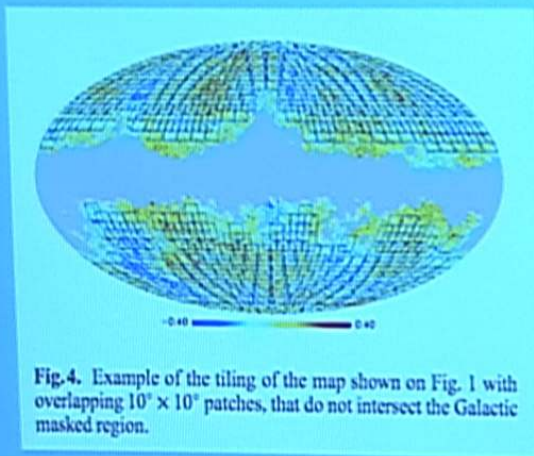 -0.40 0.40
Fig.4. Example of the tiling of the map shown on Fig. 1 with
overlapping 10° × 10° patches, that do not intersect the Galactic
masked region.